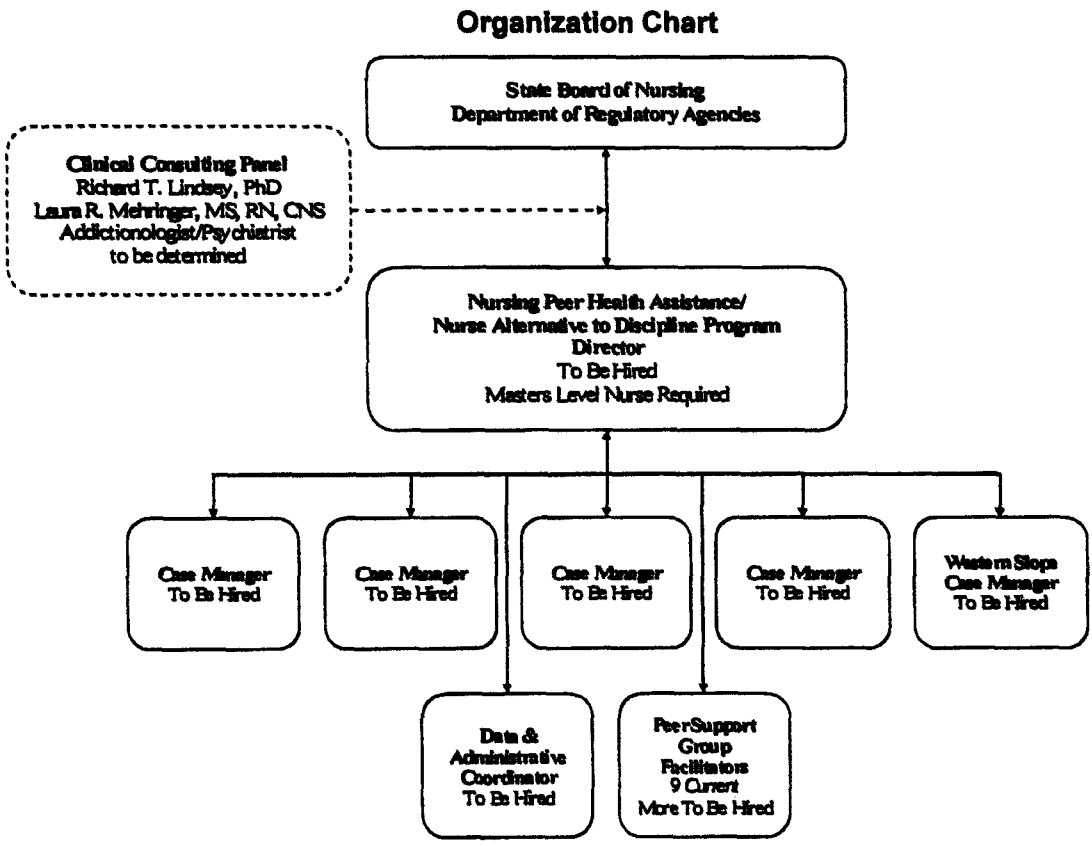 Organization Chart
State Board of Nursing
Department of Regulatory Agencies
Clinical Consulting Panel
Richard T. Lindsey, PhD
Laura R. Mehringer, MS, RN, CNS
Addictionologist/Psychiatrist
to be determined
Nursing Peer Health Assistance/
Nurse Alternative to Discipline Program
Director
To Be Hired
Masters Level Nurse Required
Case Manager
To Be Hired
Case Manager
To Be Hired
Case Manager
To Be Hired
Case Manager
To Be Hired
Western Slope
Case Manager
To Be Hired
Data &
Administrative
Coordinator
To Be Hired
Peer Support
Group
Facilitators
9 Current
More To Be Hired